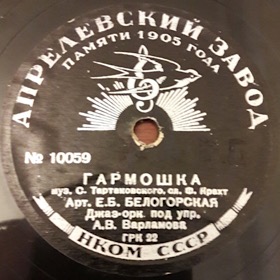 АПРЕЛЕВСКИЙ ЗАВОД
ПАМЯТИ 1905 ГОДА
№ 10059
ГАРМОШКА
муз. С. Тартаковского, сл. Ф. Крахт
Арт. Е.Б. БЕЛОГОРСКАЯ
Джаз-орк. под упр.
А.В. Варламова
ГРК 22
НКОМ СССР